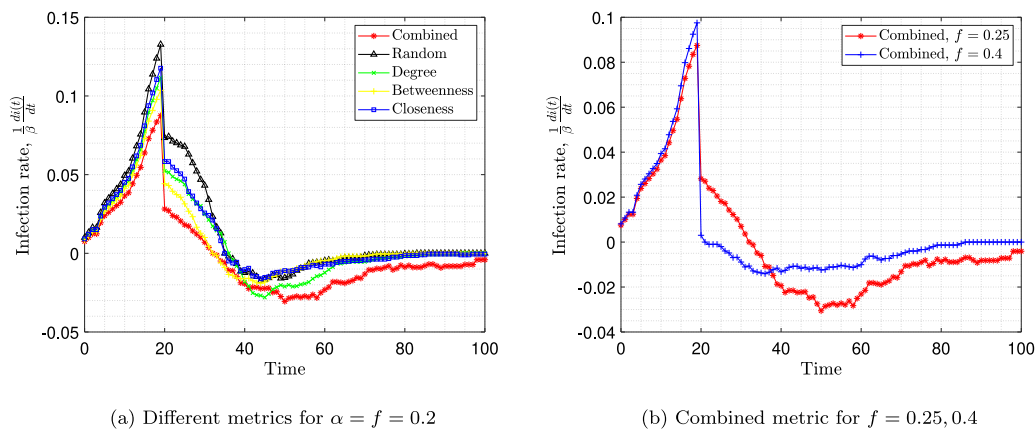 0.15
0.1
0.05
0
-0.05
0
20
40
60
80
100
Infection rate, 1/β di(t)/dt
Time
Combined
Random
Degree
Betweenness
Closeness
(a) Different metrics for α = f = 0.2
0.1
0.08
0.06
0.04
0.02
0
-0.02
-0.04
0
20
40
60
80
100
Infection rate, 1/β di(t)/dt
Time
Combined, f = 0.25
Combined, f = 0.4
(b) Combined metric for f = 0.25, 0.4